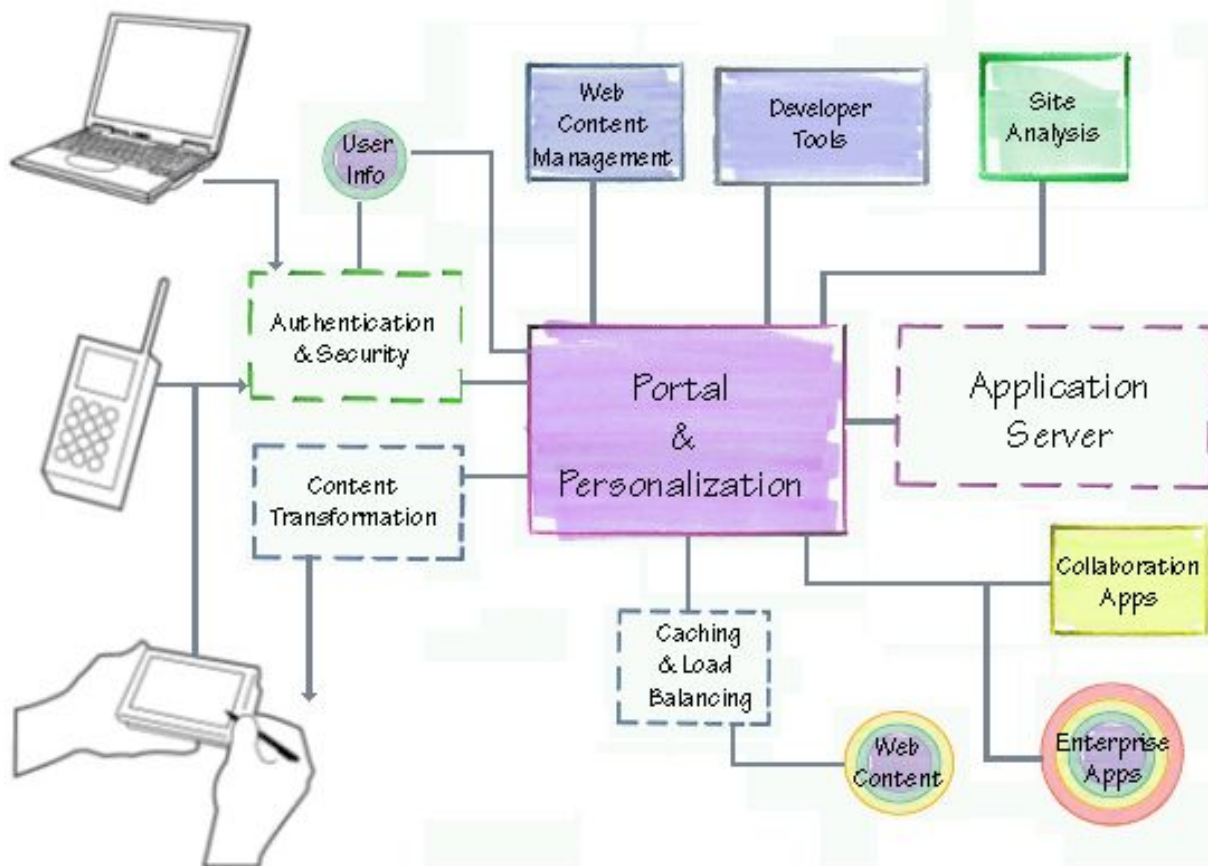 User
Info
Web
Content
Management
Developer
Tools
Site
Analysis
Authentication
& Security
Portal
&
Personalization
Application
Server
Content
Transformation
Collaboration
Apps
Caching
& Load
Balancing
Web
Content
Enterprise
Apps